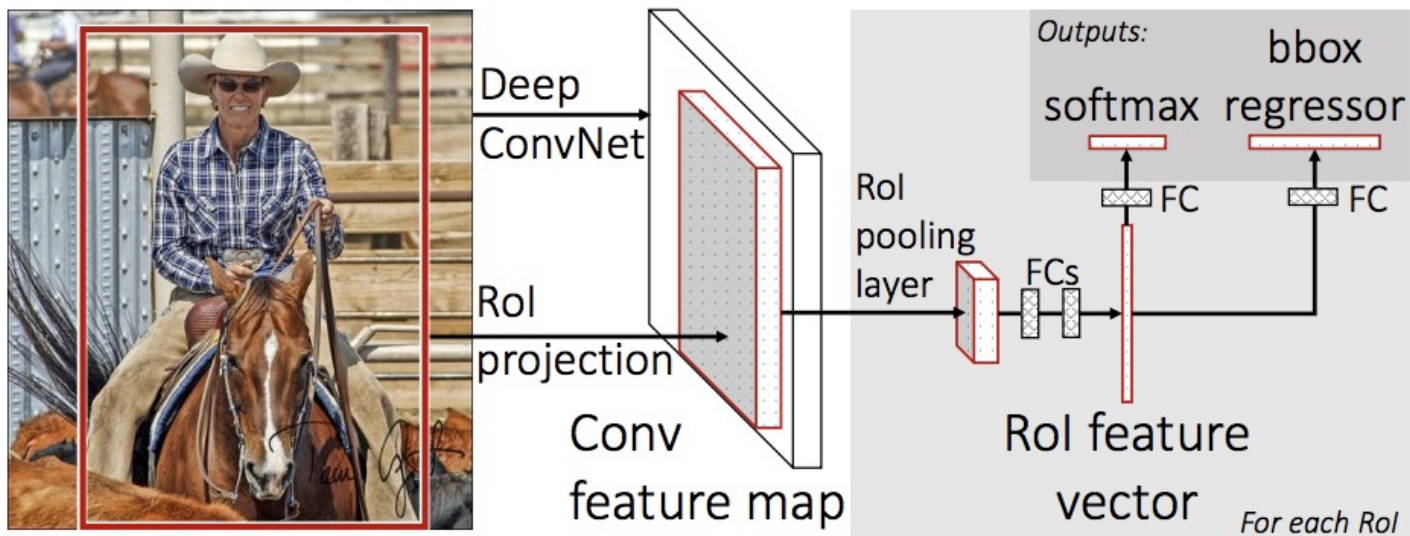 Deep
ConvNet
RoI
projection
Conv
feature map
RoI
pooling
layer
FCs
Outputs:
softmax
bbox
regressor
FC
FC
RoI feature
vector
For each RoI